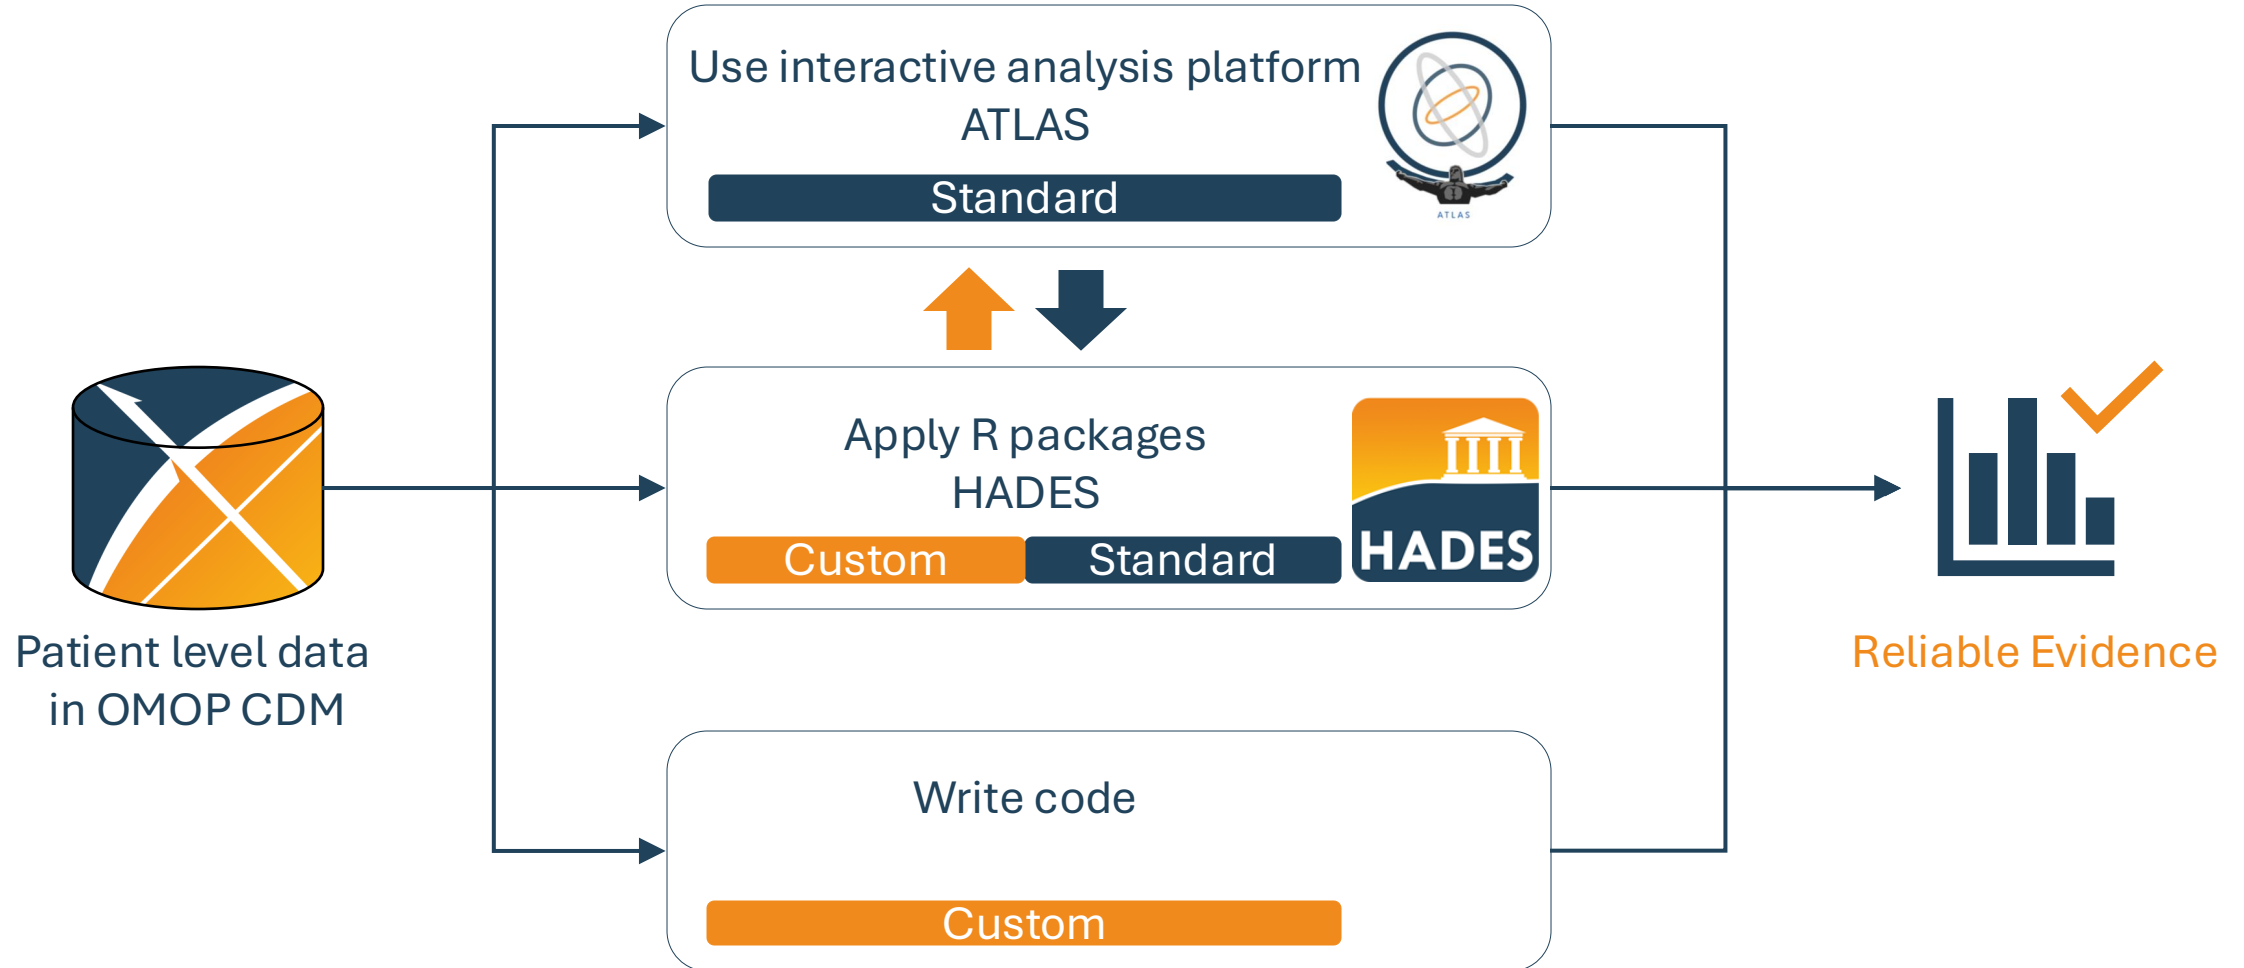 Use interactive analysis platform
ATLAS
Standard
ATLAS
Apply R packages
HADES
Custom
Standard
HADES
Patient level data
in OMOP CDM
Reliable Evidence
Write code
Custom